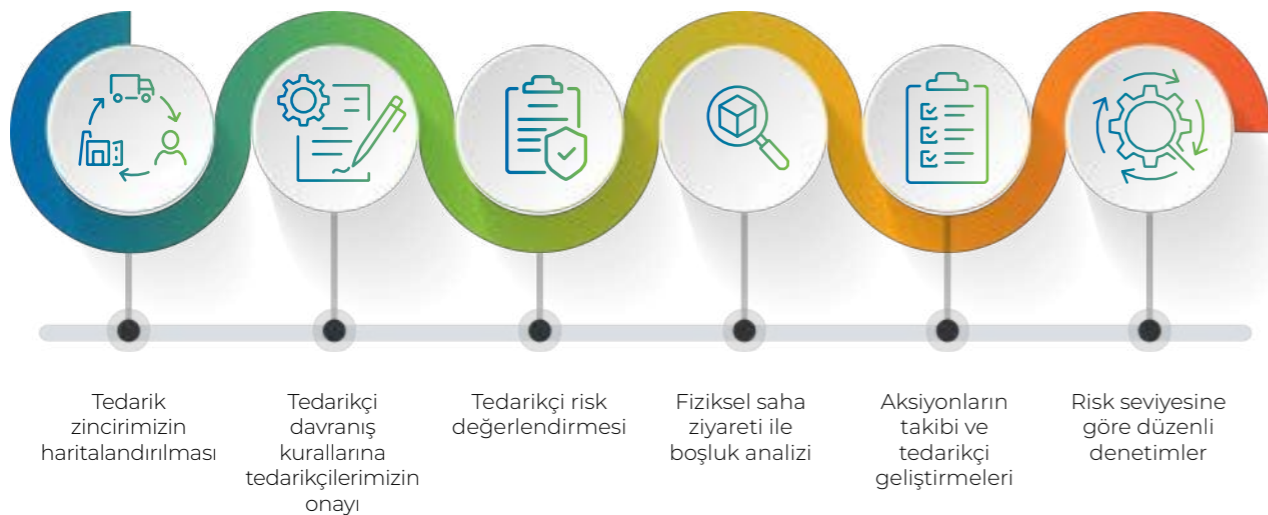 Tedarik
zincirimizin
haritalandırılması
Tedarikçi
davranış
kurallarına
tedarikçilerimizin
onayı
Tedarikçi risk
değerlendirmesi
Fiziksel saha
ziyareti ile
boşluk analizi
Aksiyonların
takibi ve
tedarikçi
geliştirmeleri
Risk seviyesine
göre düzenli
denetimler